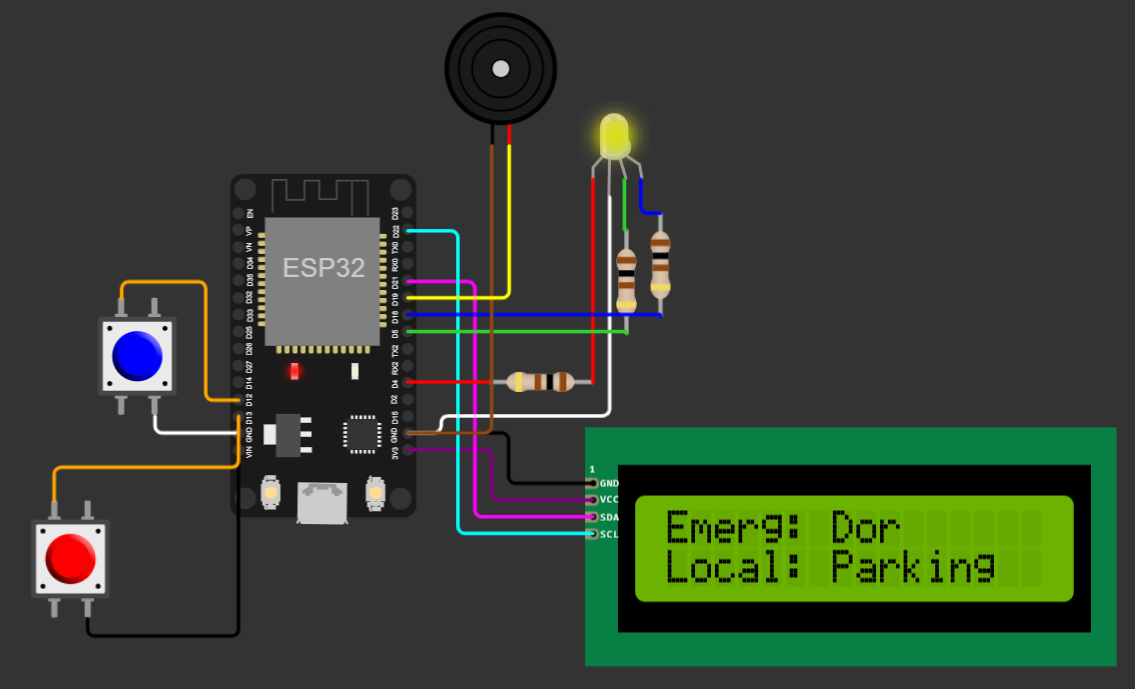 ESP32
EN
VP
VN
D34
D35
D32
D33
D25
D26
D27
D14
D12
D13
GND
VIN
D23
D22
TX0
RX0
D21
D19
D18
D5
TX2
RX2
D4
D2
D15
GND
3V3
1
GND
VCC
SDA
SCL
Emerg: Dor
Local: Parking